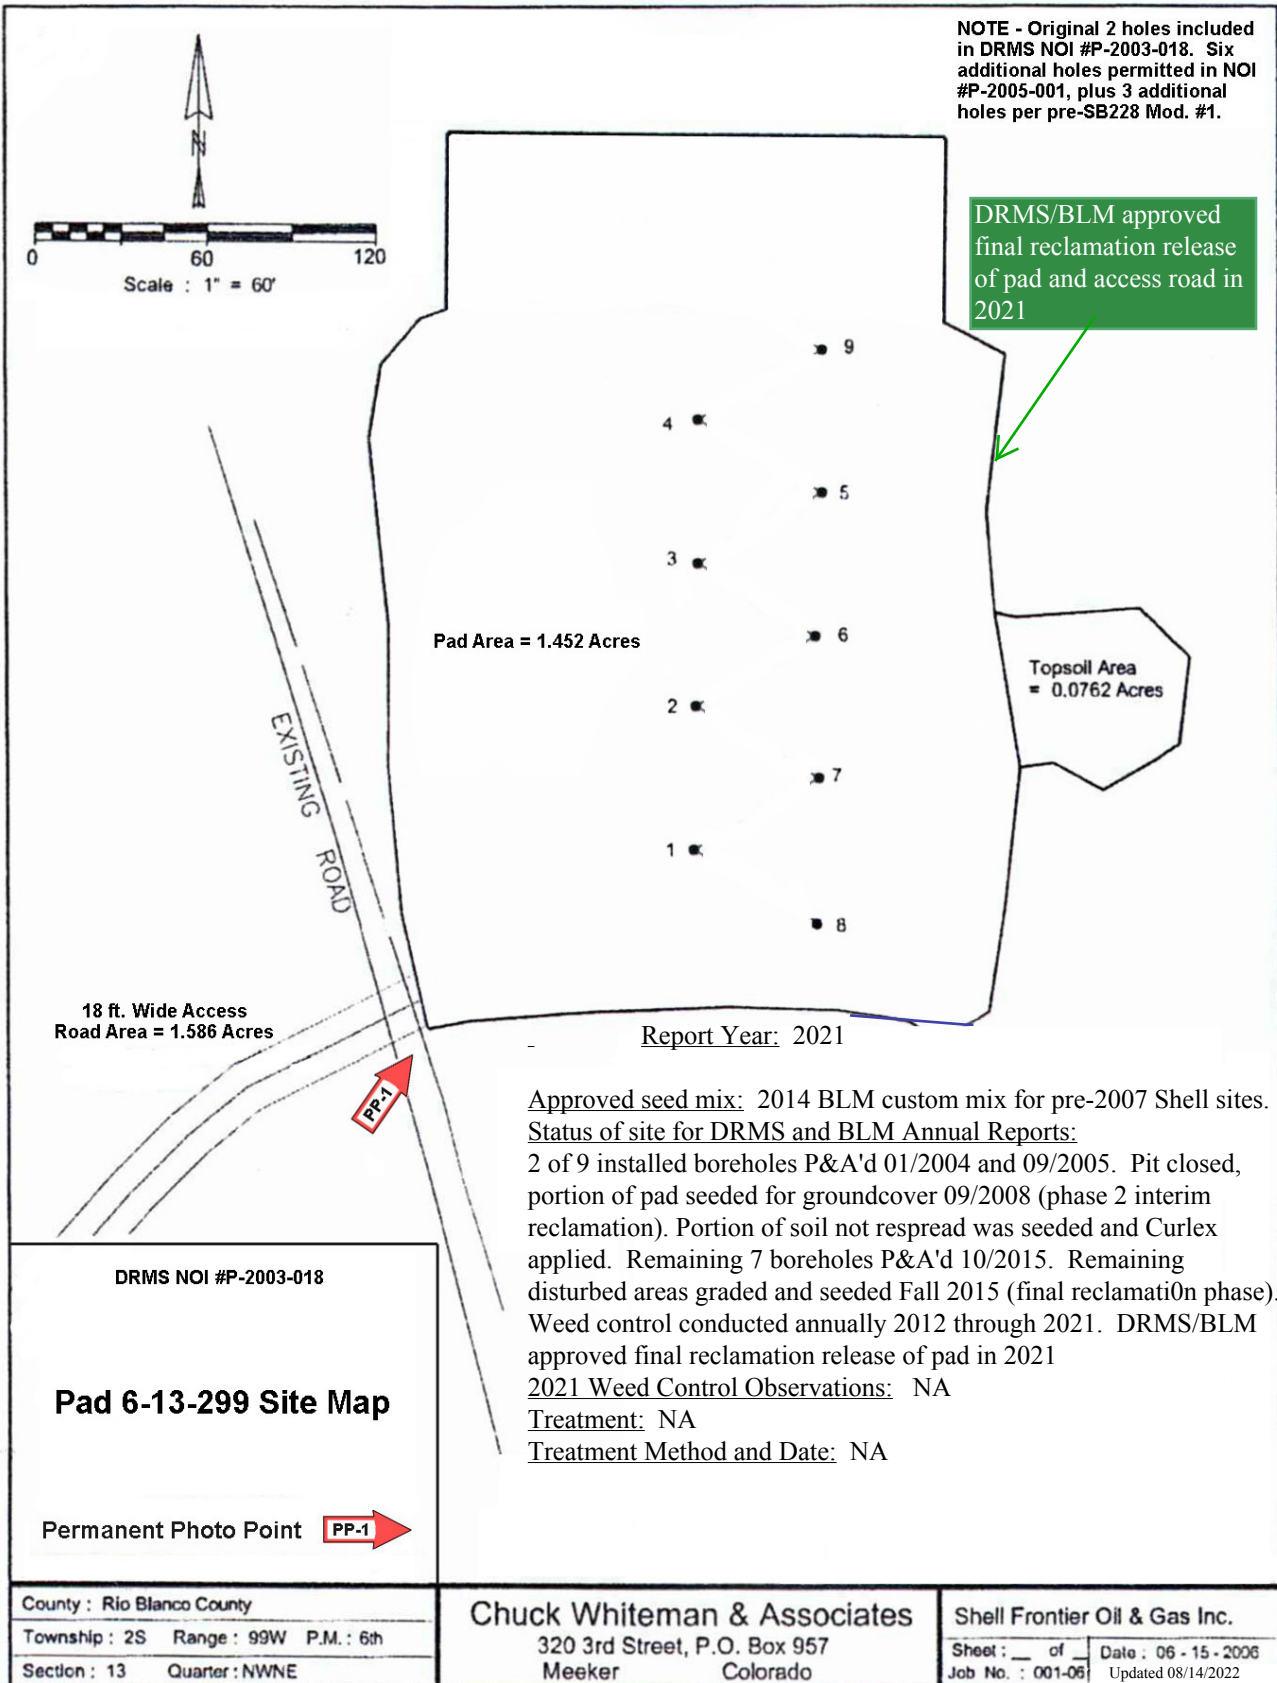 NOTE - Original 2 holes included
in DRMS NOI #P-2003-018. Six
additional holes permitted in NOI
#P-2005-001, plus 3 additional
holes per pre-SB228 Mod. #1.
N
0 60 120
Scale : 1" = 60'
DRMS/BLM approved
final reclamation release
of pad and access road in
2021
9
4
5
3
6
Pad Area = 1.452 Acres
Topsoil Area
= 0.0762 Acres
2
7
EXISTING ROAD
1
8
18 ft. Wide Access
Road Area = 1.586 Acres
PP-1
Report Year: 2021
Approved seed mix: 2014 BLM custom mix for pre-2007 Shell sites.
Status of site for DRMS and BLM Annual Reports:
2 of 9 installed boreholes P&A'd 01/2004 and 09/2005. Pit closed,
portion of pad seeded for groundcover 09/2008 (phase 2 interim
reclamation). Portion of soil not respread was seeded and Curlex
applied. Remaining 7 boreholes P&A'd 10/2015. Remaining
disturbed areas graded and seeded Fall 2015 (final reclamati0n phase).
Weed control conducted annually 2012 through 2021. DRMS/BLM
approved final reclamation release of pad in 2021
2021 Weed Control Observations: NA
Treatment: NA
Treatment Method and Date: NA
DRMS NOI #P-2003-018
Pad 6-13-299 Site Map
Permanent Photo Point PP-1
County : Rio Blanco County
Township : 2S Range : 99W P.M. : 6th
Section : 13 Quarter : NWNE
Chuck Whiteman & Associates
320 3rd Street, P.O. Box 957
Meeker Colorado
Shell Frontier Oil & Gas Inc.
Sheet : __ of __ Date : 06 - 15 - 2006
Job No. : 001-06 Updated 08/14/2022